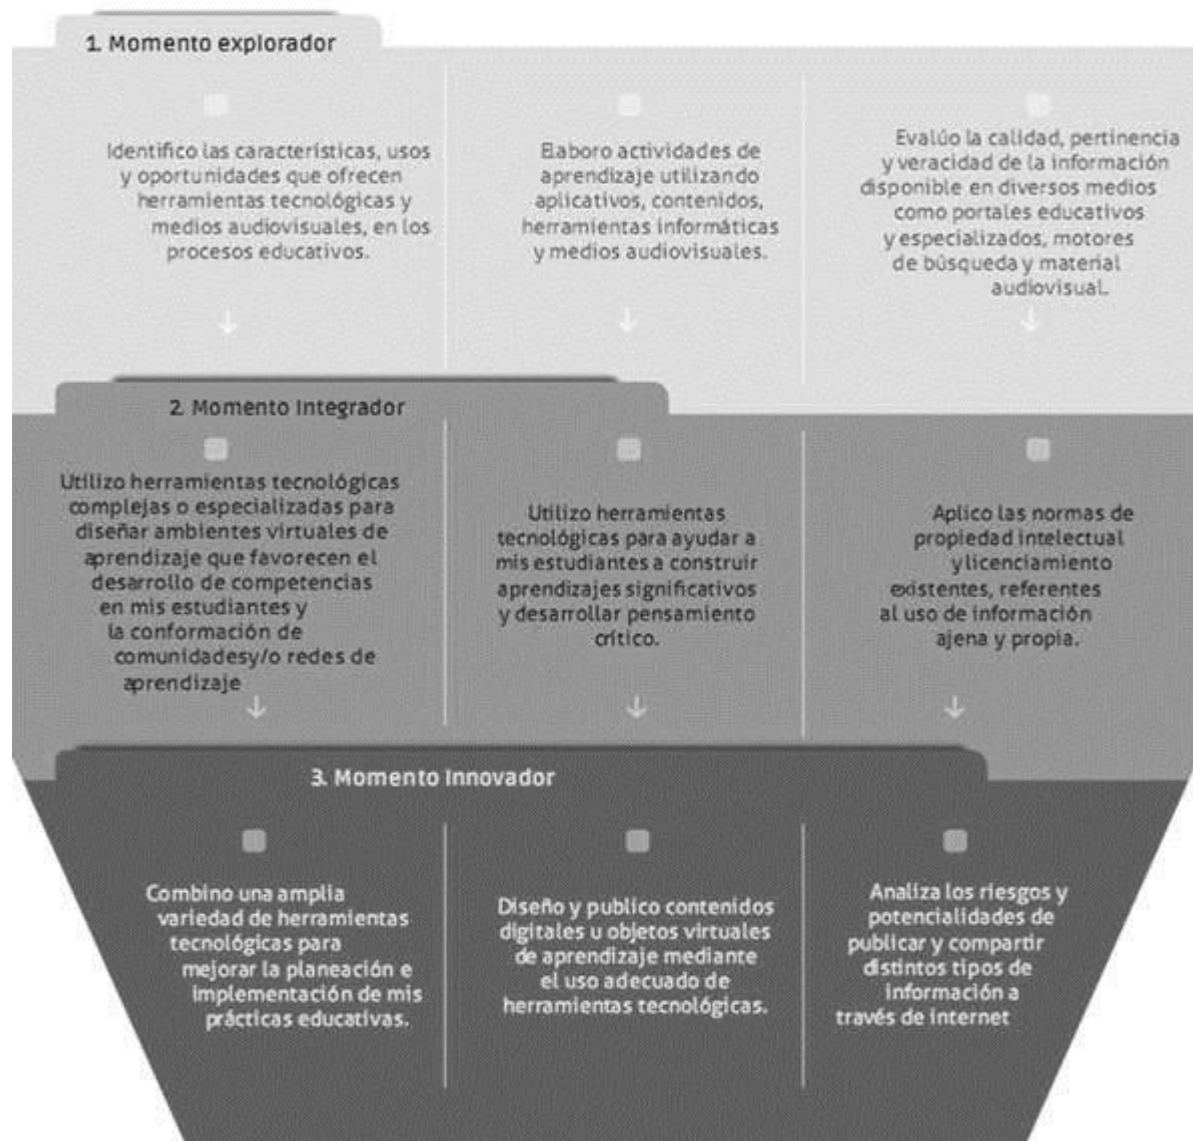 1. Momento explorador
Identifico las características, usos
y oportunidades que ofrecen
herramientas tecnológicas y
medios audiovisuales, en los
procesos educativos.
Elaboro actividades de
aprendizaje utilizando
aplicativos, contenidos,
herramientas informáticas
y medios audiovisuales.
Evalúo la calidad, pertinencia
y veracidad de la información
disponible en diversos medios
como portales educativos
y especializados, motores
de búsqueda y material
audiovisual.
2. Momento Integrador
Utilizo herramientas tecnológicas
complejas o especializadas para
diseñar ambientes virtuales de
aprendizaje que favorecen el
desarrollo de competencias
en mis estudiantes y
la conformación de
comunidadesy/o redes de
aprendizaje
Utilizo herramientas
tecnológicas para ayudar a
mis estudiantes a construir
aprendizajes significativos
y desarrollar pensamiento
crítico.
Aplico las normas de
propiedad intelectual
y licenciamiento
existentes, referentes
al uso de información
ajena y propia.
3. Momento Innovador
Combino una amplia
variedad de herramientas
tecnológicas para
mejorar la planeación e
implementación de mis
prácticas educativas.
Diseño y publico contenidos
digitales u objetos virtuales
de aprendizaje mediante
el uso adecuado de
herramientas tecnológicas.
Analiza los riesgos y
potencialidades de
publicar y compartir
distintos tipos de
información a
través de internet